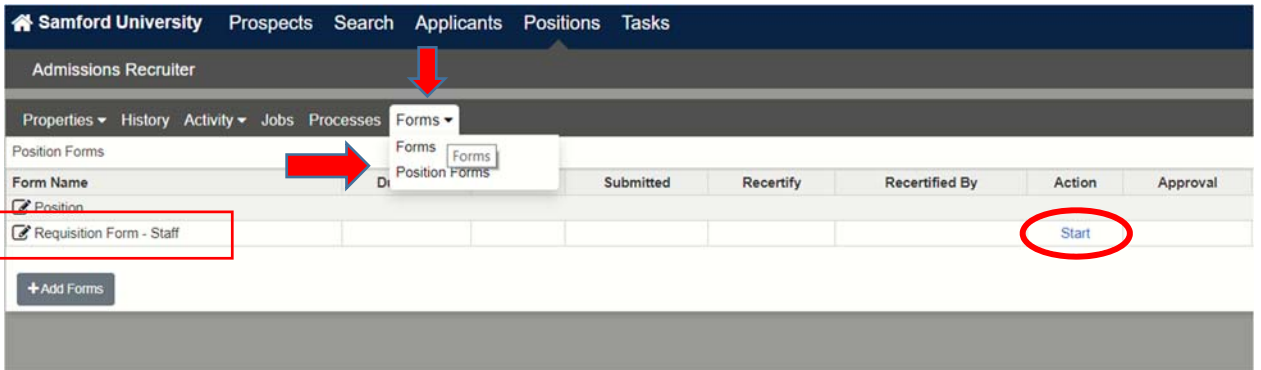 Samford University Prospects Search Applicants Positions Tasks
Admissions Recruiter
Properties History Activity Jobs Processes Forms
Position Forms
Forms
Forms
Position Forms
Form Name Submitted Recertify Recertified By Action Approval
Position
Requisition Form - Staff Start
+Add Forms